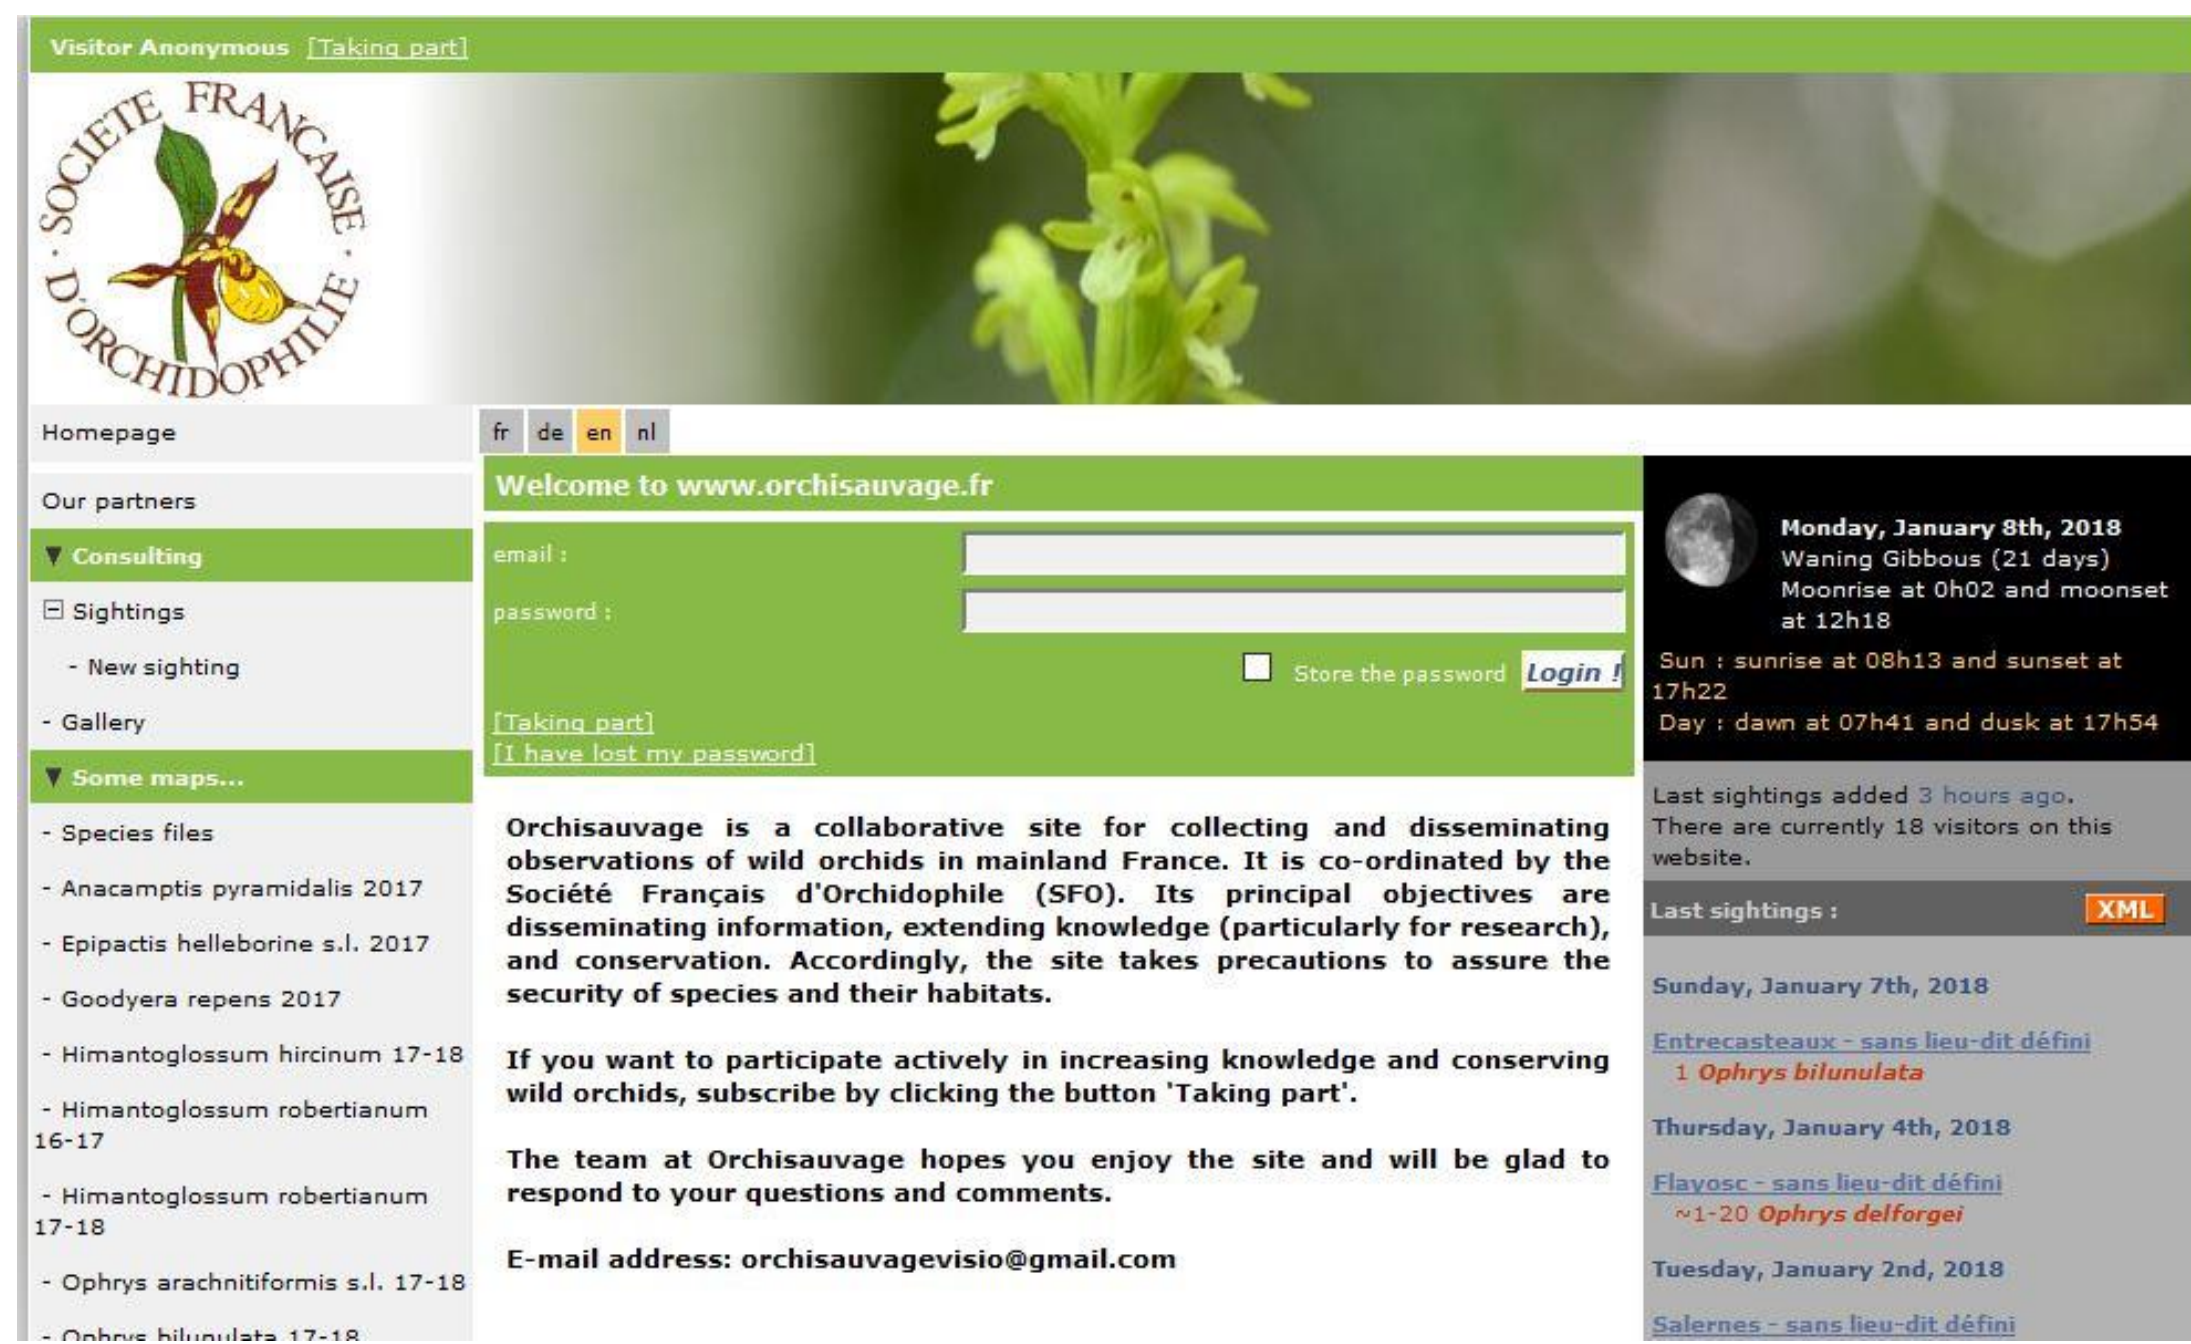 Visitor Anonymous [Taking part]
SOCIETE FRANCAISE · D'ORCHIDOPHILIE ·
Homepage
Our partners
▼ Consulting
Sightings
- New sighting
- Gallery
▼ Some maps...
- Species files
- Anacamptis pyramidalis 2017
- Epipactis helleborine s.l. 2017
- Goodyera repens 2017
- Himantoglossum hircinum 17-18
- Himantoglossum robertianum
16-17
- Himantoglossum robertianum
17-18
- Ophrys arachnitiformis s.l. 17-18
- Ophrys bilunulata 17-18
fr de en nl
Welcome to www.orchisauvage.fr
email :
password :
Store the password Login !
[Taking part]
[I have lost my password]
Orchisauvage is a collaborative site for collecting and disseminating
observations of wild orchids in mainland France. It is co-ordinated by the
Société Français d'Orchidophile (SFO). Its principal objectives are
disseminating information, extending knowledge (particularly for research),
and conservation. Accordingly, the site takes precautions to assure the
security of species and their habitats.
If you want to participate actively in increasing knowledge and conserving
wild orchids, subscribe by clicking the button 'Taking part'.
The team at Orchisauvage hopes you enjoy the site and will be glad to
respond to your questions and comments.
E-mail address: orchisauvagevisio@gmail.com
Monday, January 8th, 2018
Waning Gibbous (21 days)
Moonrise at 0h02 and moonset
at 12h18
Sun : sunrise at 08h13 and sunset at
17h22
Day : dawn at 07h41 and dusk at 17h54
Last sightings added 3 hours ago.
There are currently 18 visitors on this
website.
Last sightings : XML
Sunday, January 7th, 2018
Entrecasteaux - sans lieu-dit défini
1 Ophrys bilunulata
Thursday, January 4th, 2018
Flayosc - sans lieu-dit défini
~1-20 Ophrys delforgei
Tuesday, January 2nd, 2018
Salernes - sans lieu-dit défini